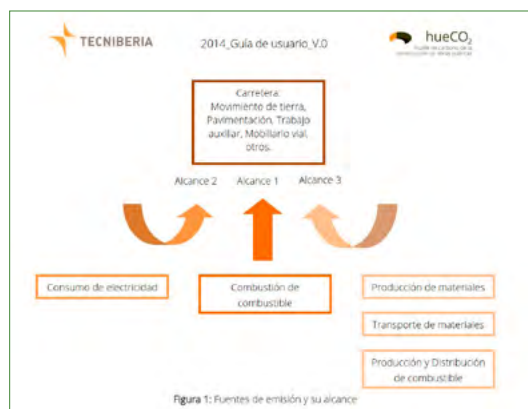 TECNIBERIA
2014_Guía de usuario_V.0
hueCO2
Carretera:
Movimiento de tierra,
Pavimentación, Trabajo
auxiliar, Mobiliario vial,
otros.
Alcance 2
Alcance 1
Alcance 3
Consumo de electricidad
Combustión de
combustible
Producción de materiales
Transporte de materiales
Producción y Distribución
de combustible
Figura 1: Fuentes de emisión y su alcance